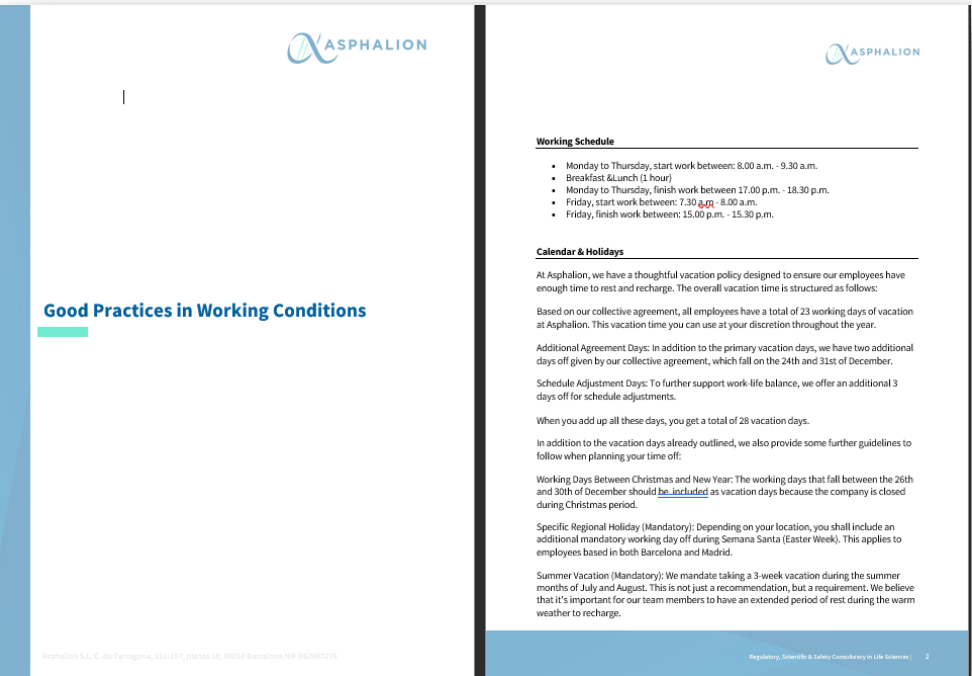 ASPHALION
Good Practices in Working Conditions
Asphalion S.L. C. de Tarragona, 151-157, planta 10, 08014 Barcelona NIF
ASPHALION
Working Schedule
• Monday to Thursday, start work between: 8.00 a.m. - 9.30 a.m.
• Breakfast &Lunch (1 hour)
• Monday to Thursday, finish work between 17.00 p.m. - 18.30 p.m.
• Friday, start work between: 7.30 a.m - 8.00 a.m.
• Friday, finish work between: 15.00 p.m. - 15.30 p.m.
Calendar & Holidays
At Asphalion, we have a thoughtful vacation policy designed to ensure our employees have
enough time to rest and recharge. The overall vacation time is structured as follows:
Based on our collective agreement, all employees have a total of 23 working days of vacation
at Asphalion. This vacation time you can use at your discretion throughout the year.
Additional Agreement Days: In addition to the primary vacation days, we have two additional
days off given by our collective agreement, which fall on the 24th and 31st of December.
Schedule Adjustment Days: To further support work-life balance, we offer an additional 3
days off for schedule adjustments.
When you add up all these days, you get a total of 28 vacation days.
In addition to the vacation days already outlined, we also provide some further guidelines to
follow when planning your time off:
Working Days Between Christmas and New Year: The working days that fall between the 26th
and 30th of December should be included as vacation days because the company is closed
during Christmas period.
Specific Regional Holiday (Mandatory): Depending on your location, you shall include an
additional mandatory working day off during Semana Santa (Easter Week). This applies to
employees based in both Barcelona and Madrid.
Summer Vacation (Mandatory): We mandate taking a 3-week vacation during the summer
months of July and August. This is not just a recommendation, but a requirement. We believe
that it's important for our team members to have an extended period of rest during the warm
weather to recharge.
Regulatory, Scientific & Safety Consultancy in Life Sciences | 2